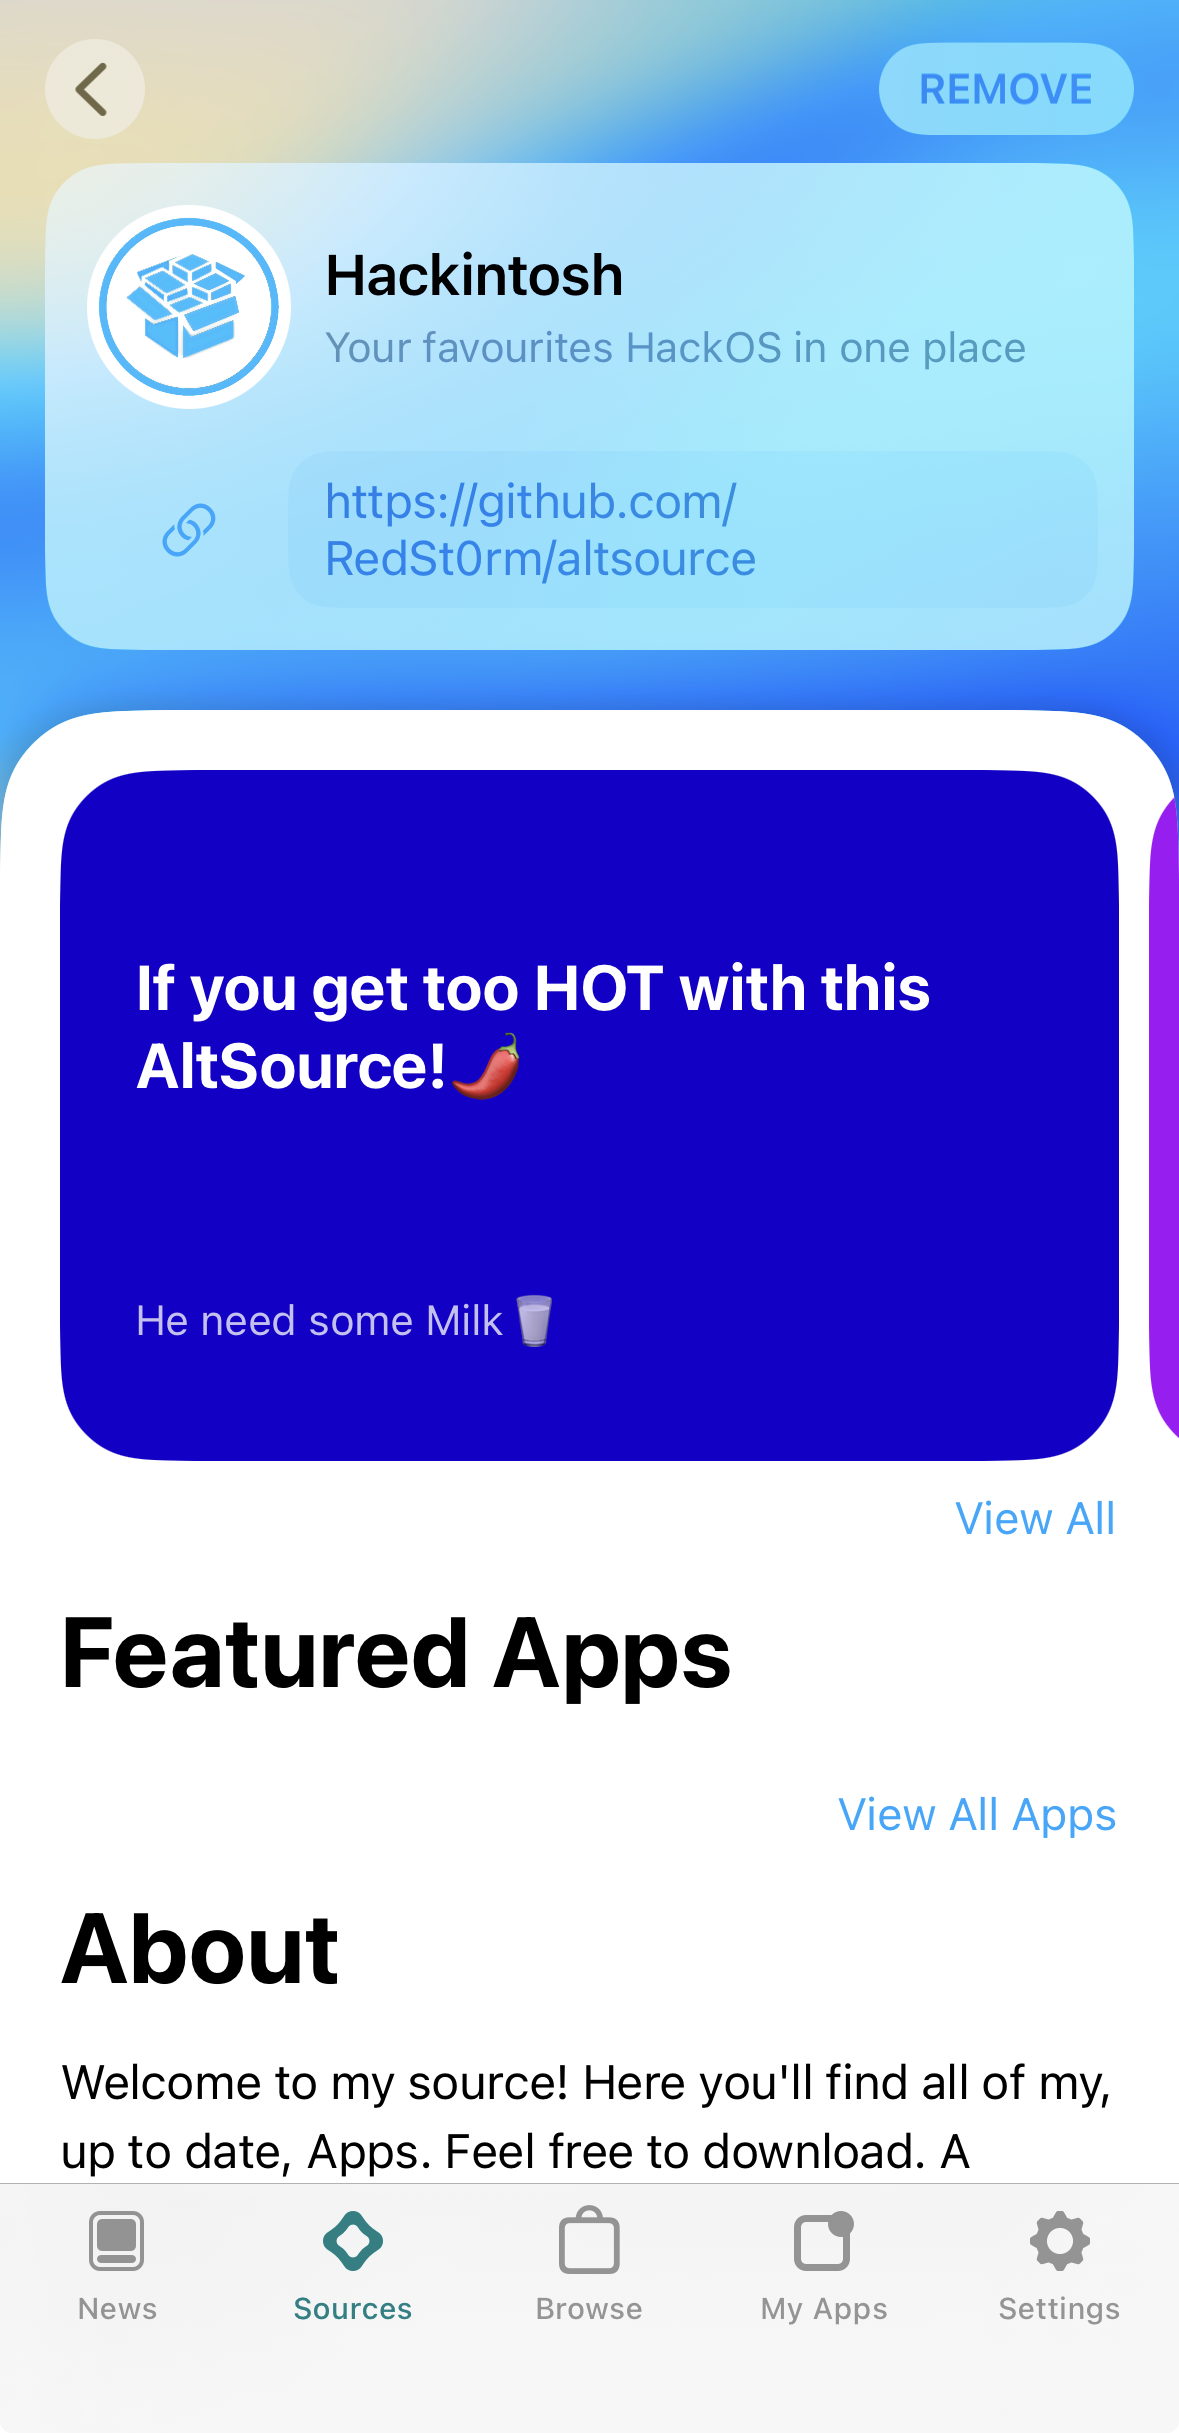 REMOVE
Hackintosh
Your favourites HackOS in one place
https://github.com/
RedSt0rm/altsource
If you get too HOT with this
AltSource!🌶️
He need some Milk🥛
View All
Featured Apps
View All Apps
About
Welcome to my source! Here you'll find all of my,
up to date, Apps. Feel free to download. A
News
Sources
Browse
My Apps
Settings